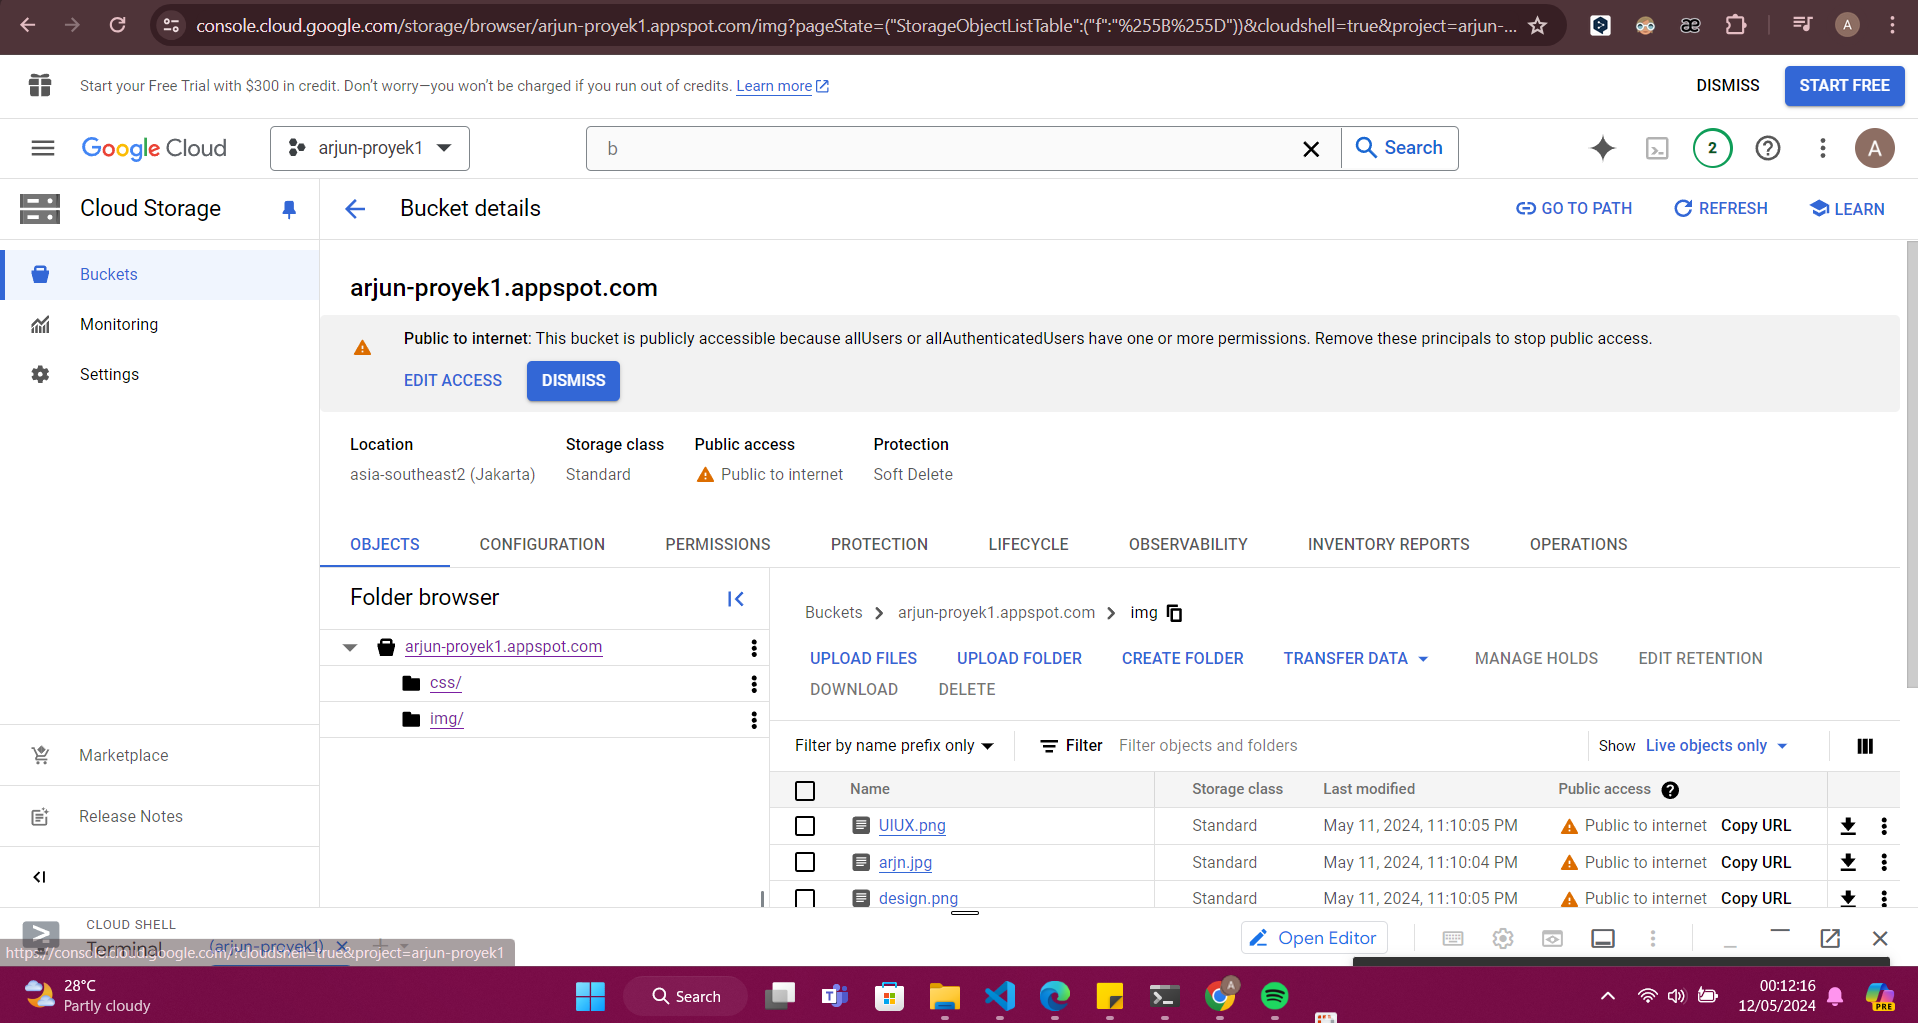 console.cloud.google.com/storage/browser/arjun-proyek1.appspot.com/img?pageState=("StorageObjectListTable":("f":"%255B%255D"))&cloudshell=true&project=arjun-...
A
Start your Free Trial with $300 in credit. Don’t worry—you won’t be charged if you run out of credits. Learn more
DISMISS
START FREE
Google Cloud
arjun-proyek1
b
Search
2
A
Cloud Storage
Bucket details
GO TO PATH
REFRESH
LEARN
Buckets
Monitoring
Settings
arjun-proyek1.appspot.com
Public to internet: This bucket is publicly accessible because allUsers or allAuthenticatedUsers have one or more permissions. Remove these principals to stop public access.
EDIT ACCESS
DISMISS
Location
Storage class
Public access
Protection
asia-southeast2 (Jakarta)
Standard
Public to internet
Soft Delete
OBJECTS
CONFIGURATION
PERMISSIONS
PROTECTION
LIFECYCLE
OBSERVABILITY
INVENTORY REPORTS
OPERATIONS
Folder browser
arjun-proyek1.appspot.com
css/
img/
Buckets
arjun-proyek1.appspot.com
img
UPLOAD FILES
UPLOAD FOLDER
CREATE FOLDER
TRANSFER DATA
MANAGE HOLDS
EDIT RETENTION
DOWNLOAD
DELETE
Filter by name prefix only
Filter
Filter objects and folders
Show
Live objects only
Name
Storage class
Last modified
Public access
UIUX.png
Standard
May 11, 2024, 11:10:05 PM
Public to internet
Copy URL
arjn.jpg
Standard
May 11, 2024, 11:10:04 PM
Public to internet
Copy URL
design.png
Standard
May 11, 2024, 11:10:05 PM
Public to internet
Copy URL
Marketplace
Release Notes
CLOUD SHELL
Terminal
(arjun-proyek1)
Open Editor
https://console.cloud.google.com/?cloudshell=true&project=arjun-proyek1
28°C
Partly cloudy
Search
A
PRE
00:12:16
12/05/2024